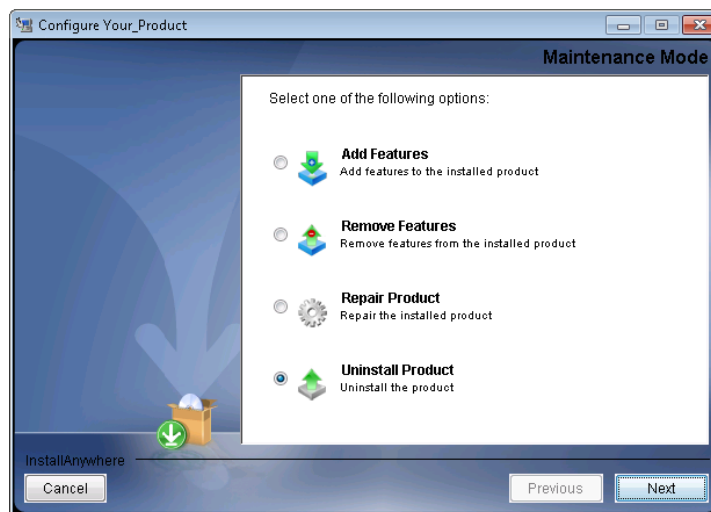 Configure Your_Product
Maintenance Mode
Select one of the following options:
Add Features
Add features to the installed product
Remove Features
Remove features from the installed product
Repair Product
Repair the installed product
Uninstall Product
Uninstall the product
InstallAnywhere
Cancel
Previous
Next